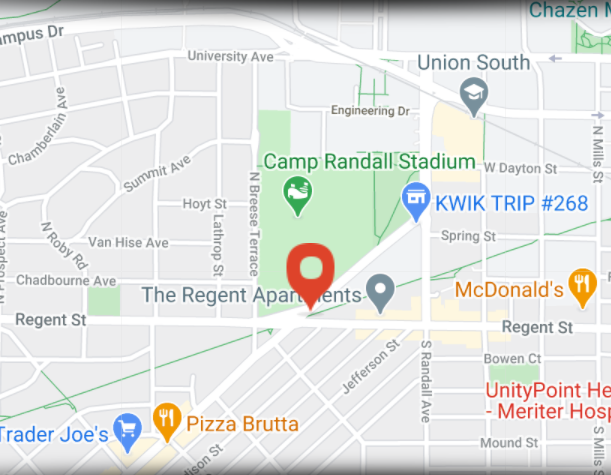 Chazen M
mpus Dr
University Ave
Union South
Engineering Dr
Chamberlain Ave
Summit Ave
Camp Randall Stadium
W Dayton St
N Mills St
N Breese Terrace
KWIK TRIP #268
Hoyt St
Lathrop St
N Roby Rd
Van Hise Ave
Spring St
N Prospect Ave
Chadbourne Ave
The Regent Apartments
McDonald's
Regent St
Regent St
Jefferson St
S Randall Ave
Bowen Ct
UnityPoint He
- Meriter Hosp
Pizza Brutta
Trader Joe's
Mound St
S Mills St
ison St